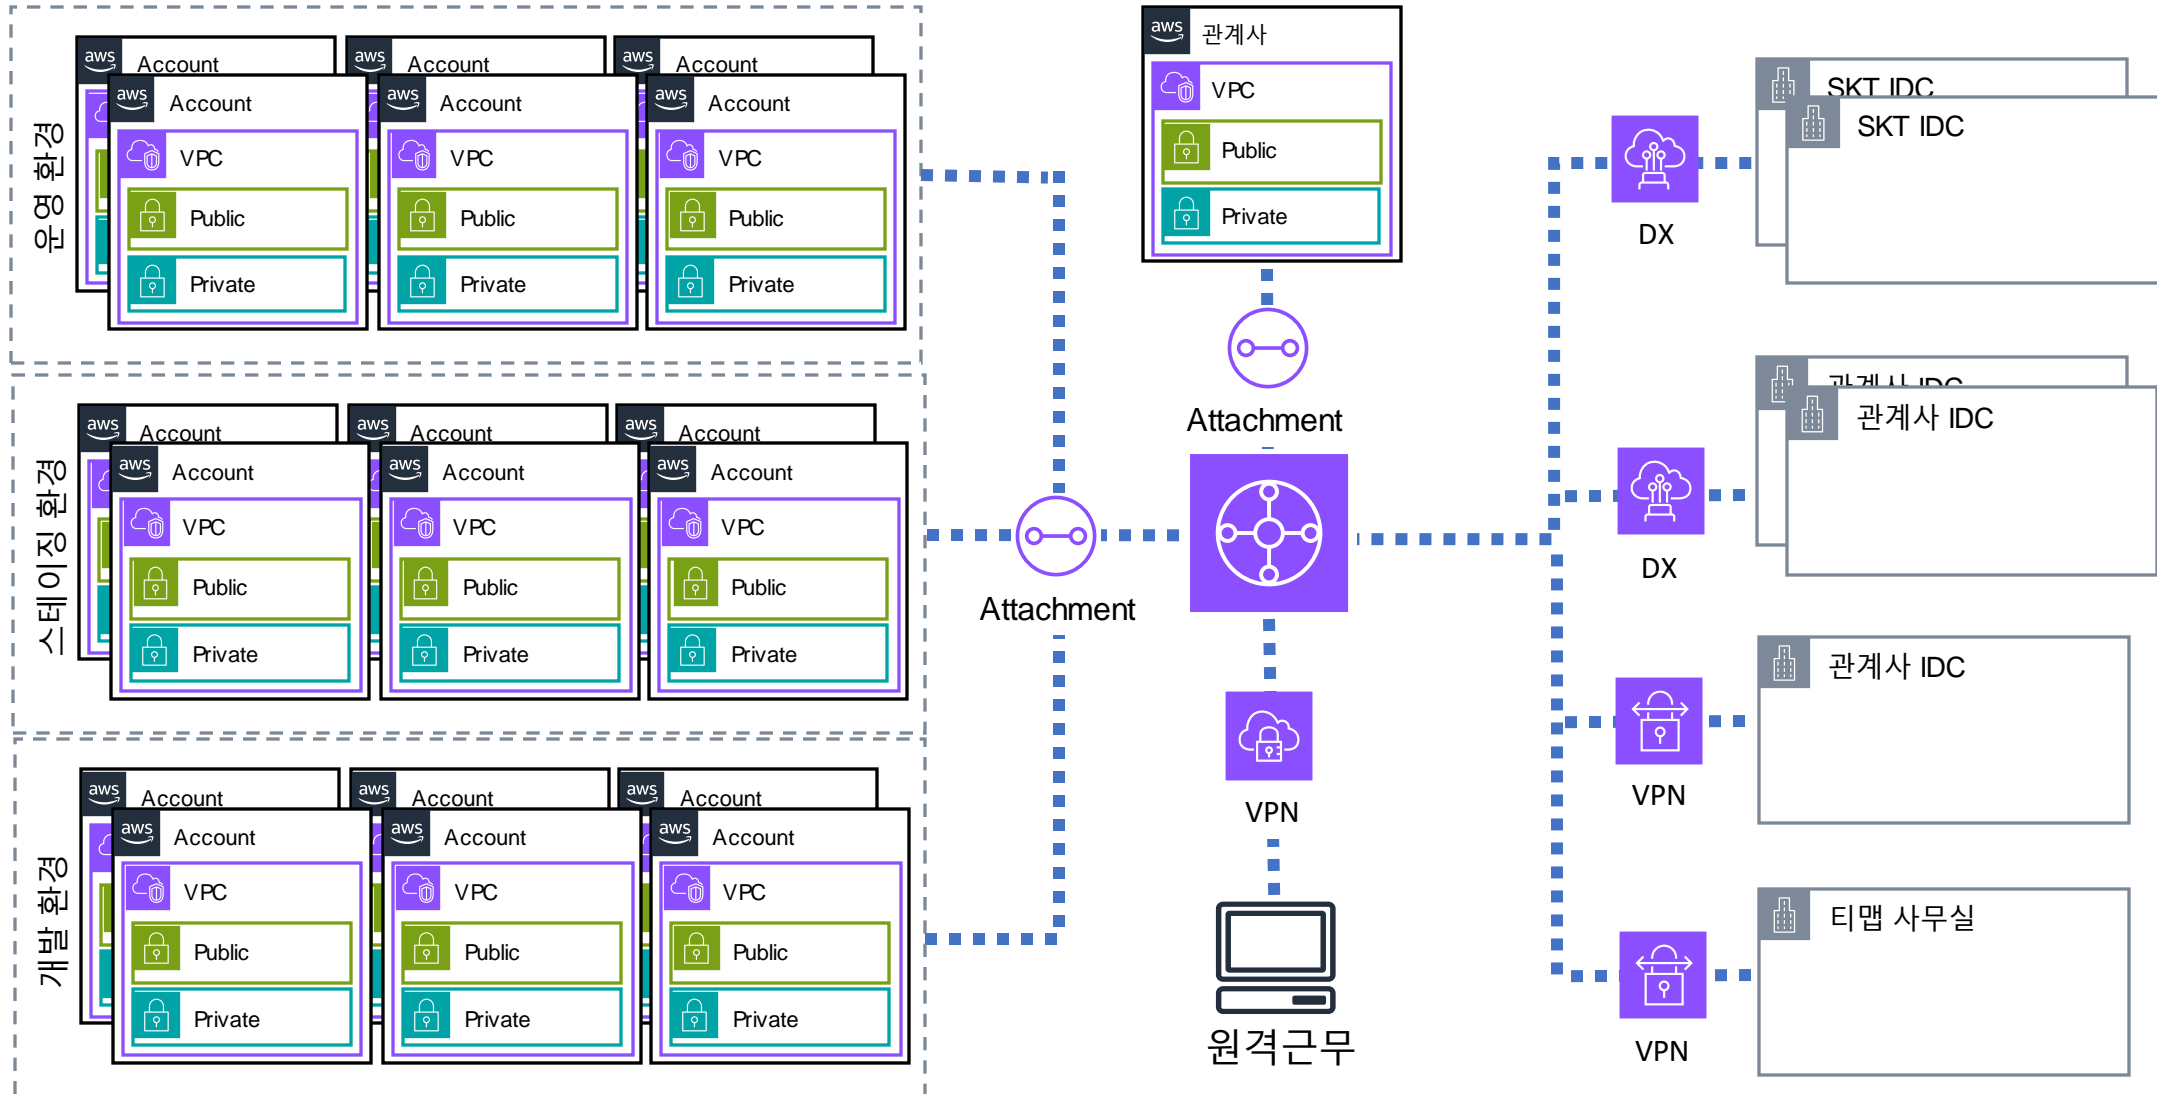 운영 환경
aws Account
aws Account
aws Account
aws Account
VPC
Public
Private
aws Account
VPC
Public
Private
aws Account
VPC
Public
Private
스테이징 환경
aws Account
aws Account
aws Account
aws Account
VPC
Public
Private
aws Account
VPC
Public
Private
aws Account
VPC
Public
Private
개발 환경
aws Account
aws Account
aws Account
aws Account
VPC
Public
Private
aws Account
VPC
Public
Private
aws Account
VPC
Public
Private
Attachment
aws 관계사
VPC
Public
Private
Attachment
VPN
원격근무
DX
SKT IDC
SKT IDC
DX
관계사 IDC
관계사 IDC
VPN
관계사 IDC
VPN
티맵 사무실